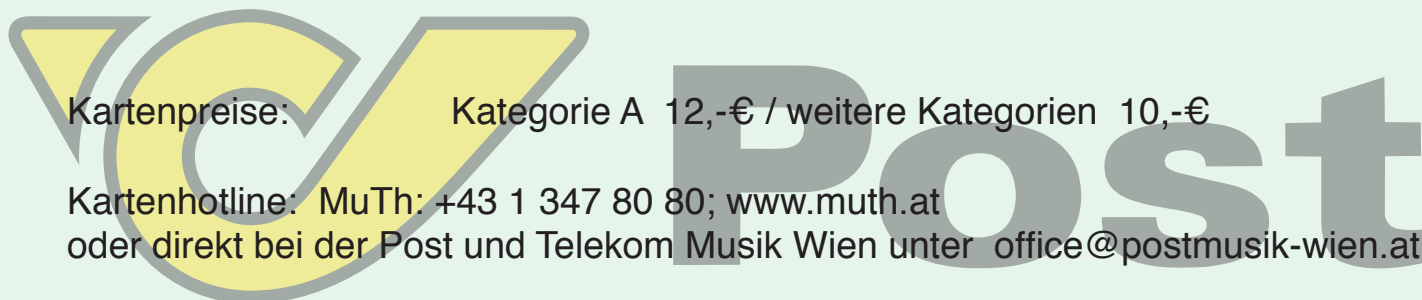 Post
Kartenpreise: Kategorie A 12,-€ / weitere Kategorien 10,-€
Kartenhotline: MuTh: +43 1 347 80 80; www.muth.at
oder direkt bei der Post und Telekom Musik Wien unter office@postmusik-wien.at